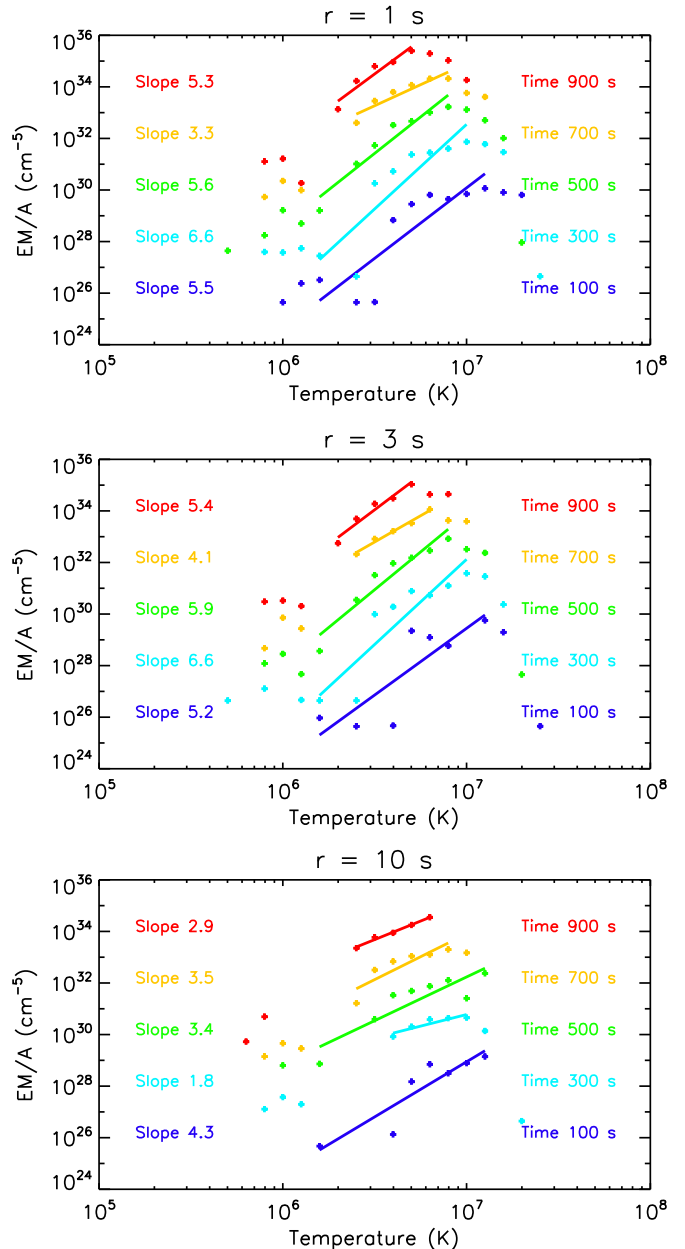 r = 1 s
10^36
10^34
10^32
10^30
10^28
10^26
10^24
EM/A (cm^-5)
Slope 5.3 Time 900 s
Slope 3.3 Time 700 s
Slope 5.6 Time 500 s
Slope 6.6 Time 300 s
Slope 5.5 Time 100 s
10^5 10^6 10^7 10^8
Temperature (K)
r = 3 s
10^36
10^34
10^32
10^30
10^28
10^26
10^24
EM/A (cm^-5)
Slope 5.4 Time 900 s
Slope 4.1 Time 700 s
Slope 5.9 Time 500 s
Slope 6.6 Time 300 s
Slope 5.2 Time 100 s
10^5 10^6 10^7 10^8
Temperature (K)
r = 10 s
10^36
10^34
10^32
10^30
10^28
10^26
10^24
EM/A (cm^-5)
Slope 2.9 Time 900 s
Slope 3.5 Time 700 s
Slope 3.4 Time 500 s
Slope 1.8 Time 300 s
Slope 4.3 Time 100 s
10^5 10^6 10^7 10^8
Temperature (K)